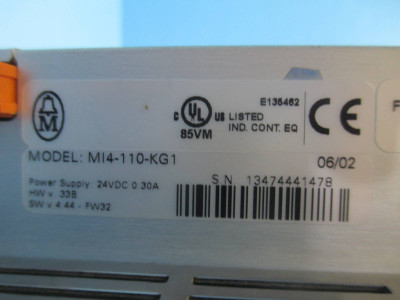 M
E135462
C UL US LISTED
85VM IND. CONT. EQ
CE
F
MODEL: MI4-110-KG1
06/02
Power Supply 24VDC 0.30A
S.N. 13474441478
HW v. 33B
SW v 4.44 - FW32